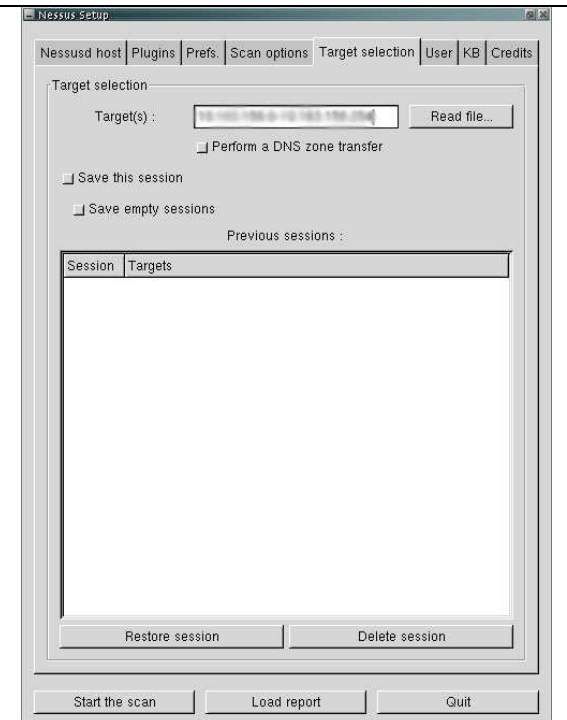 Nessus Setup
Nessusd host Plugins Prefs. Scan options Target selection User KB Credits
Target selection
Target(s) : Read file...
Perform a DNS zone transfer
Save this session
Save empty sessions
Previous sessions :
Session Targets
Restore session Delete session
Start the scan Load report Quit